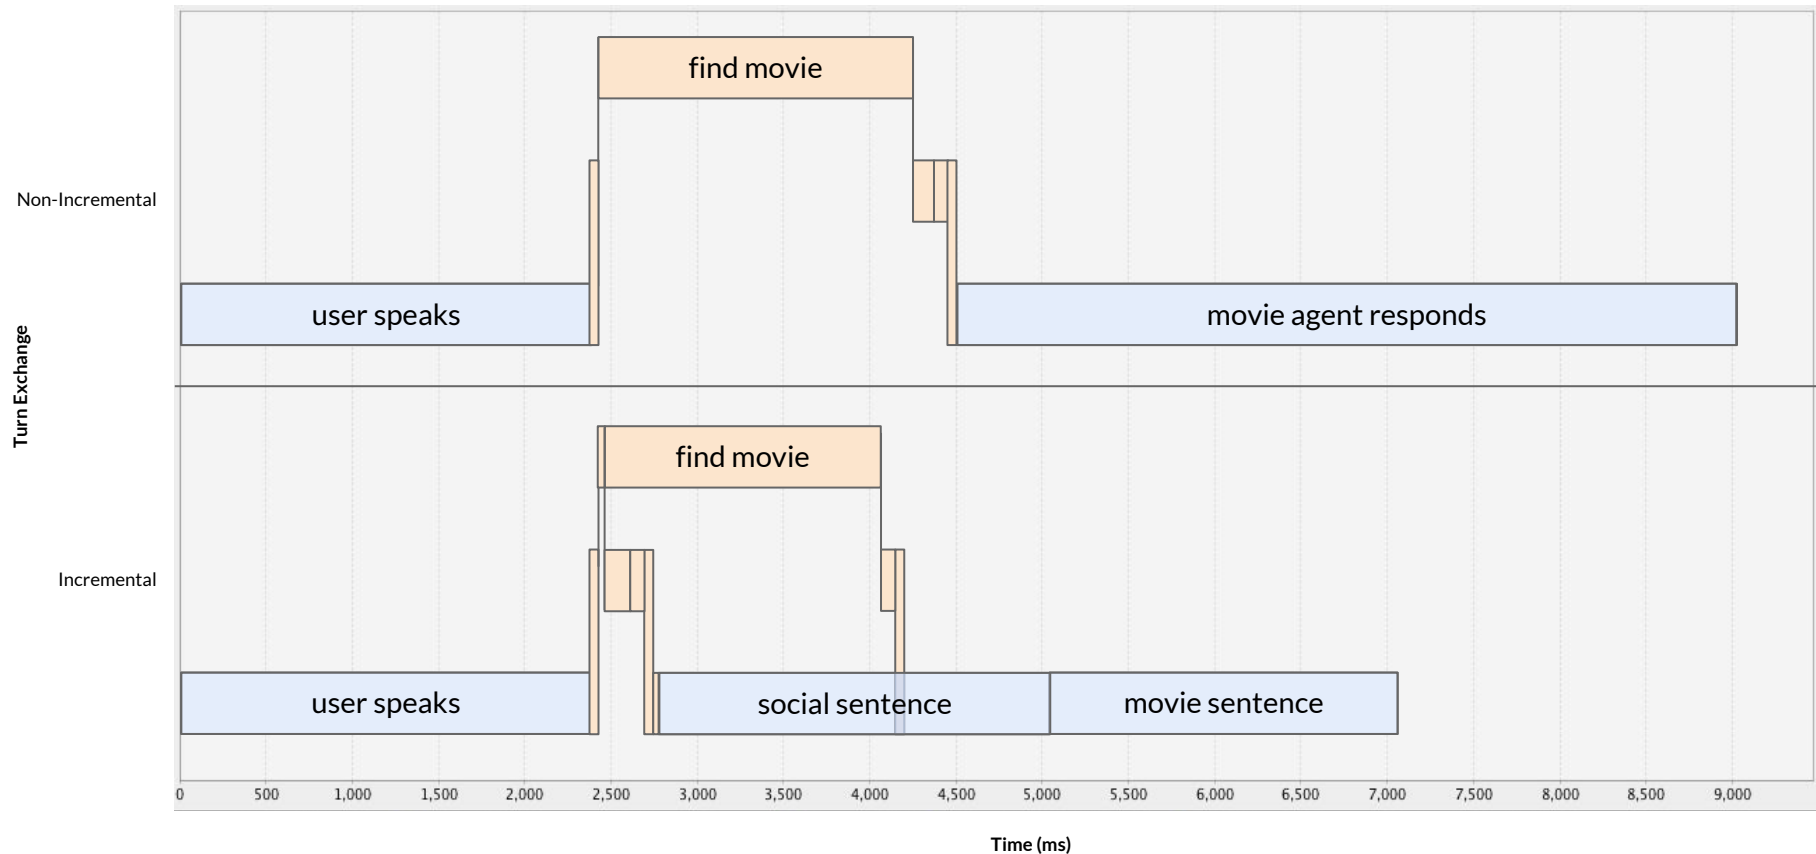 find movie
Non-Incremental
user speaks
movie agent responds
Turn Exchange
find movie
Incremental
user speaks
social sentence
movie sentence
0 500 1,000 1,500 2,000 2,500 3,000 3,500 4,000 4,500 5,000 5,500 6,000 6,500 7,000 7,500 8,000 8,500 9,000
Time (ms)